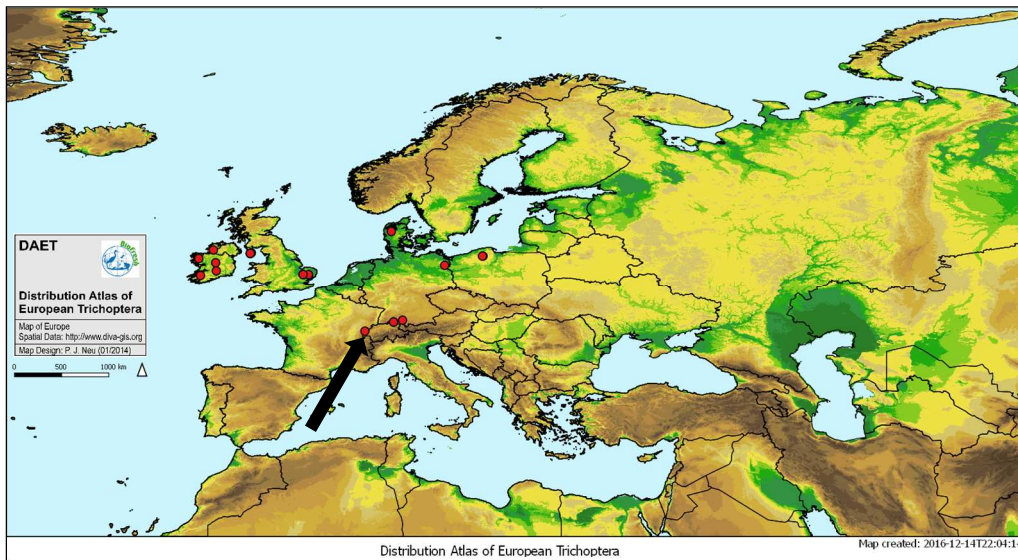 DAET
BioFresh
Distribution Atlas of
European Trichoptera
Map of Europe
Spatial Data: http://www.diva-gis.org
Map Design: P. J. Neu (01/2014)
0 500 1000 km
Map created: 2016-12-14T22:04:1
Distribution Atlas of European Trichoptera